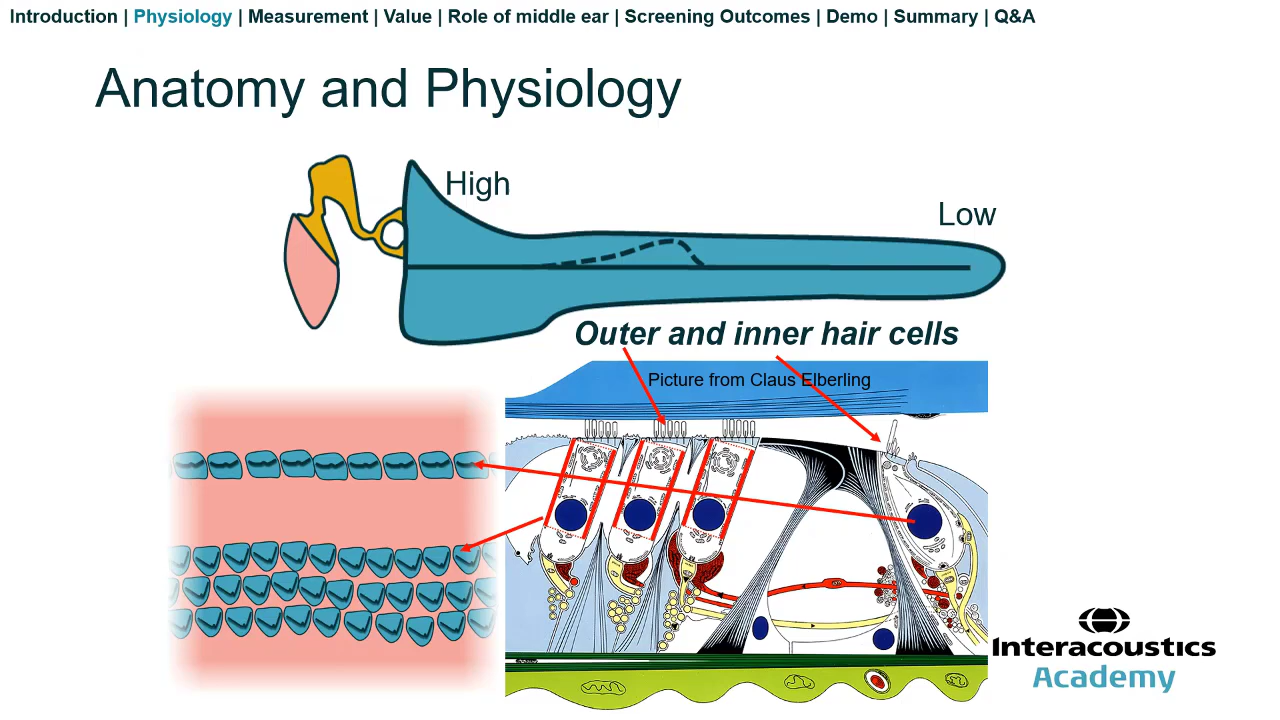 Introduction | Physiology | Measurement | Value | Role of middle ear | Screening Outcomes | Demo | Summary | Q&A
Anatomy and Physiology
High
Low
Outer and inner hair cells
Picture from Claus Elberling
Interacoustics
Academy